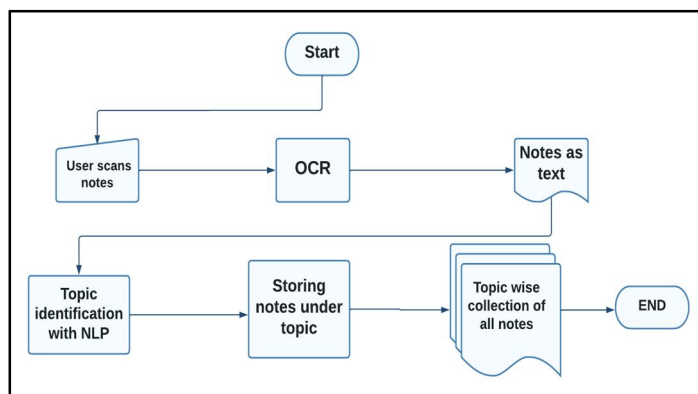 Start
User scans
notes
OCR
Notes as
text
Topic
identification
with NLP
Storing
notes under
topic
Topic wise
collection of
all notes
END